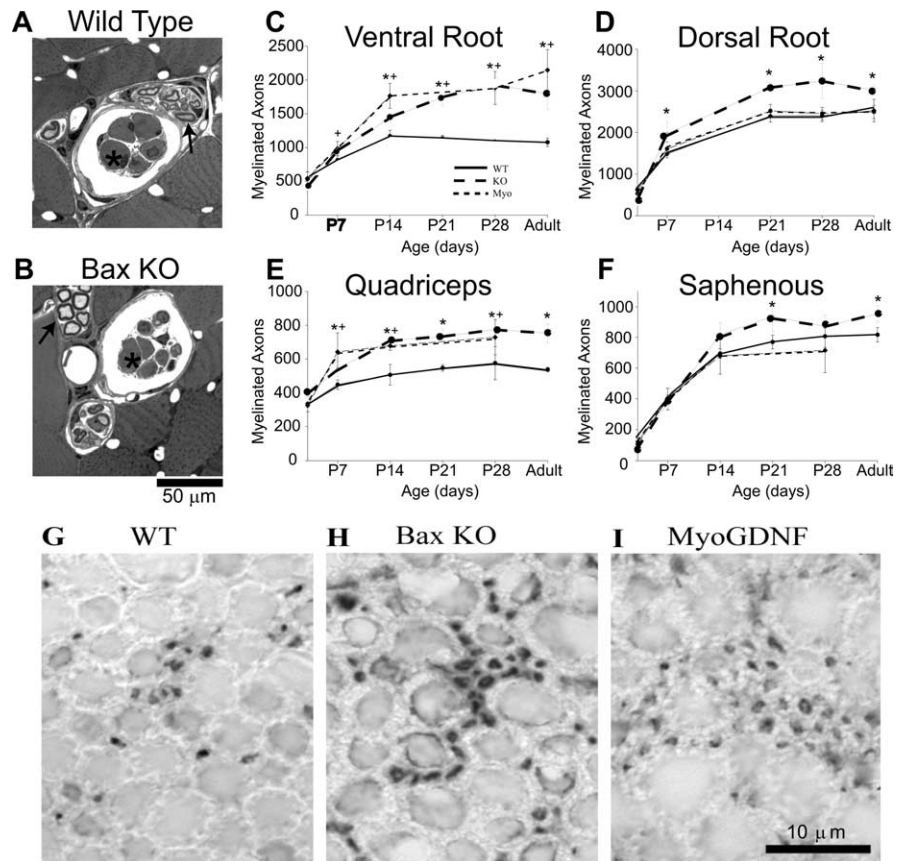 A Wild Type
*
B Bax KO
*
50 µm
C Ventral Root
Myelinated Axons
2500
2000
1500
1000
500
0
+
*+
*+
*+
*+
WT
KO
Myo
P7 P14 P21 P28 Adult
Age (days)
D Dorsal Root
Myelinated Axons
4000
3000
2000
1000
0
*
*
*
*
P7 P14 P21 P28 Adult
Age (days)
E Quadriceps
Myelinated Axons
1000
800
600
400
200
0
*+
*+
*
*+
*
P7 P14 P21 P28 Adult
Age (days)
F Saphenous
Myelinated Axons
1000
800
600
400
200
0
*
*
P7 P14 P21 P28 Adult
Age (days)
G WT
H Bax KO
I MyoGDNF
10 µm